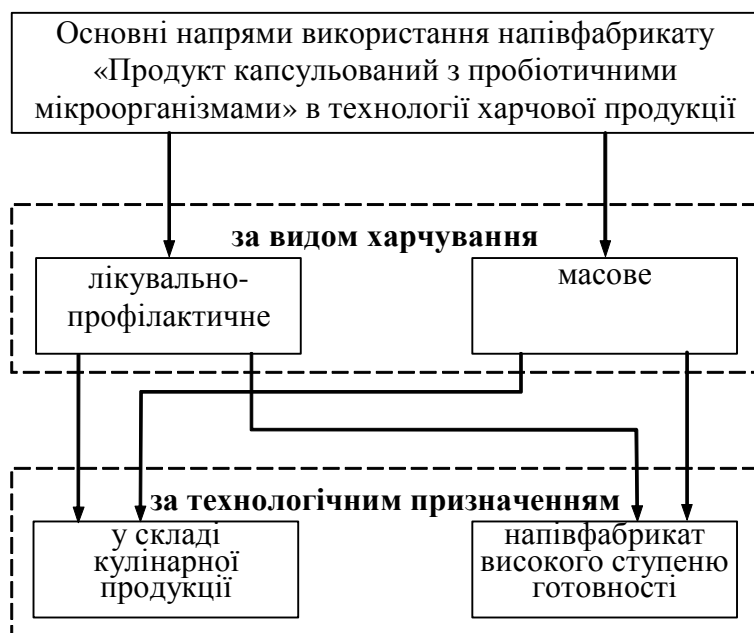 Основні напрями використання напівфабрикату
«Продукт капсульований з пробіотичними
мікроорганізмами» в технології харчової продукції
за видом харчування
лікувально-
профілактичне
масове
за технологічним призначенням
у складі
кулінарної
продукції
напівфабрикат
високого ступеню
готовності